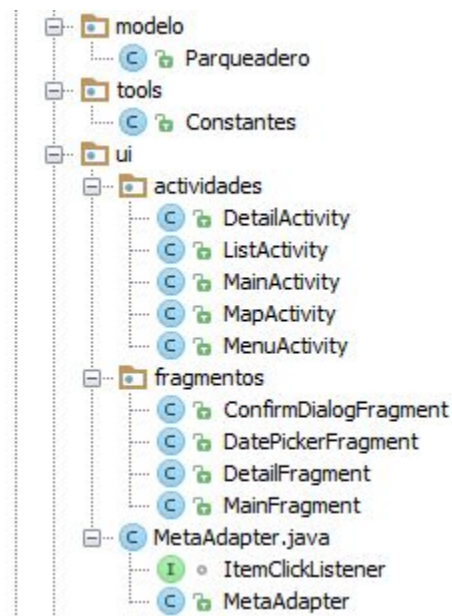 modelo
Parqueadero
tools
Constantes
ui
actividades
DetailActivity
ListActivity
MainActivity
MapActivity
MenuActivity
fragmentos
ConfirmDialogFragment
DatePickerFragment
DetailFragment
MainFragment
MetaAdapter.java
ItemClickListener
MetaAdapter